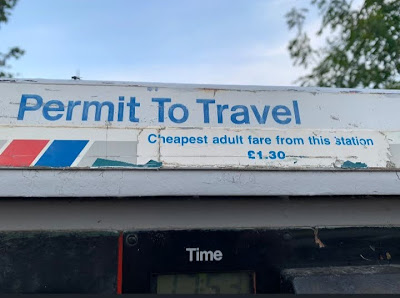 Permit To Travel
Cheapest adult fare from this station
£1.30
Time